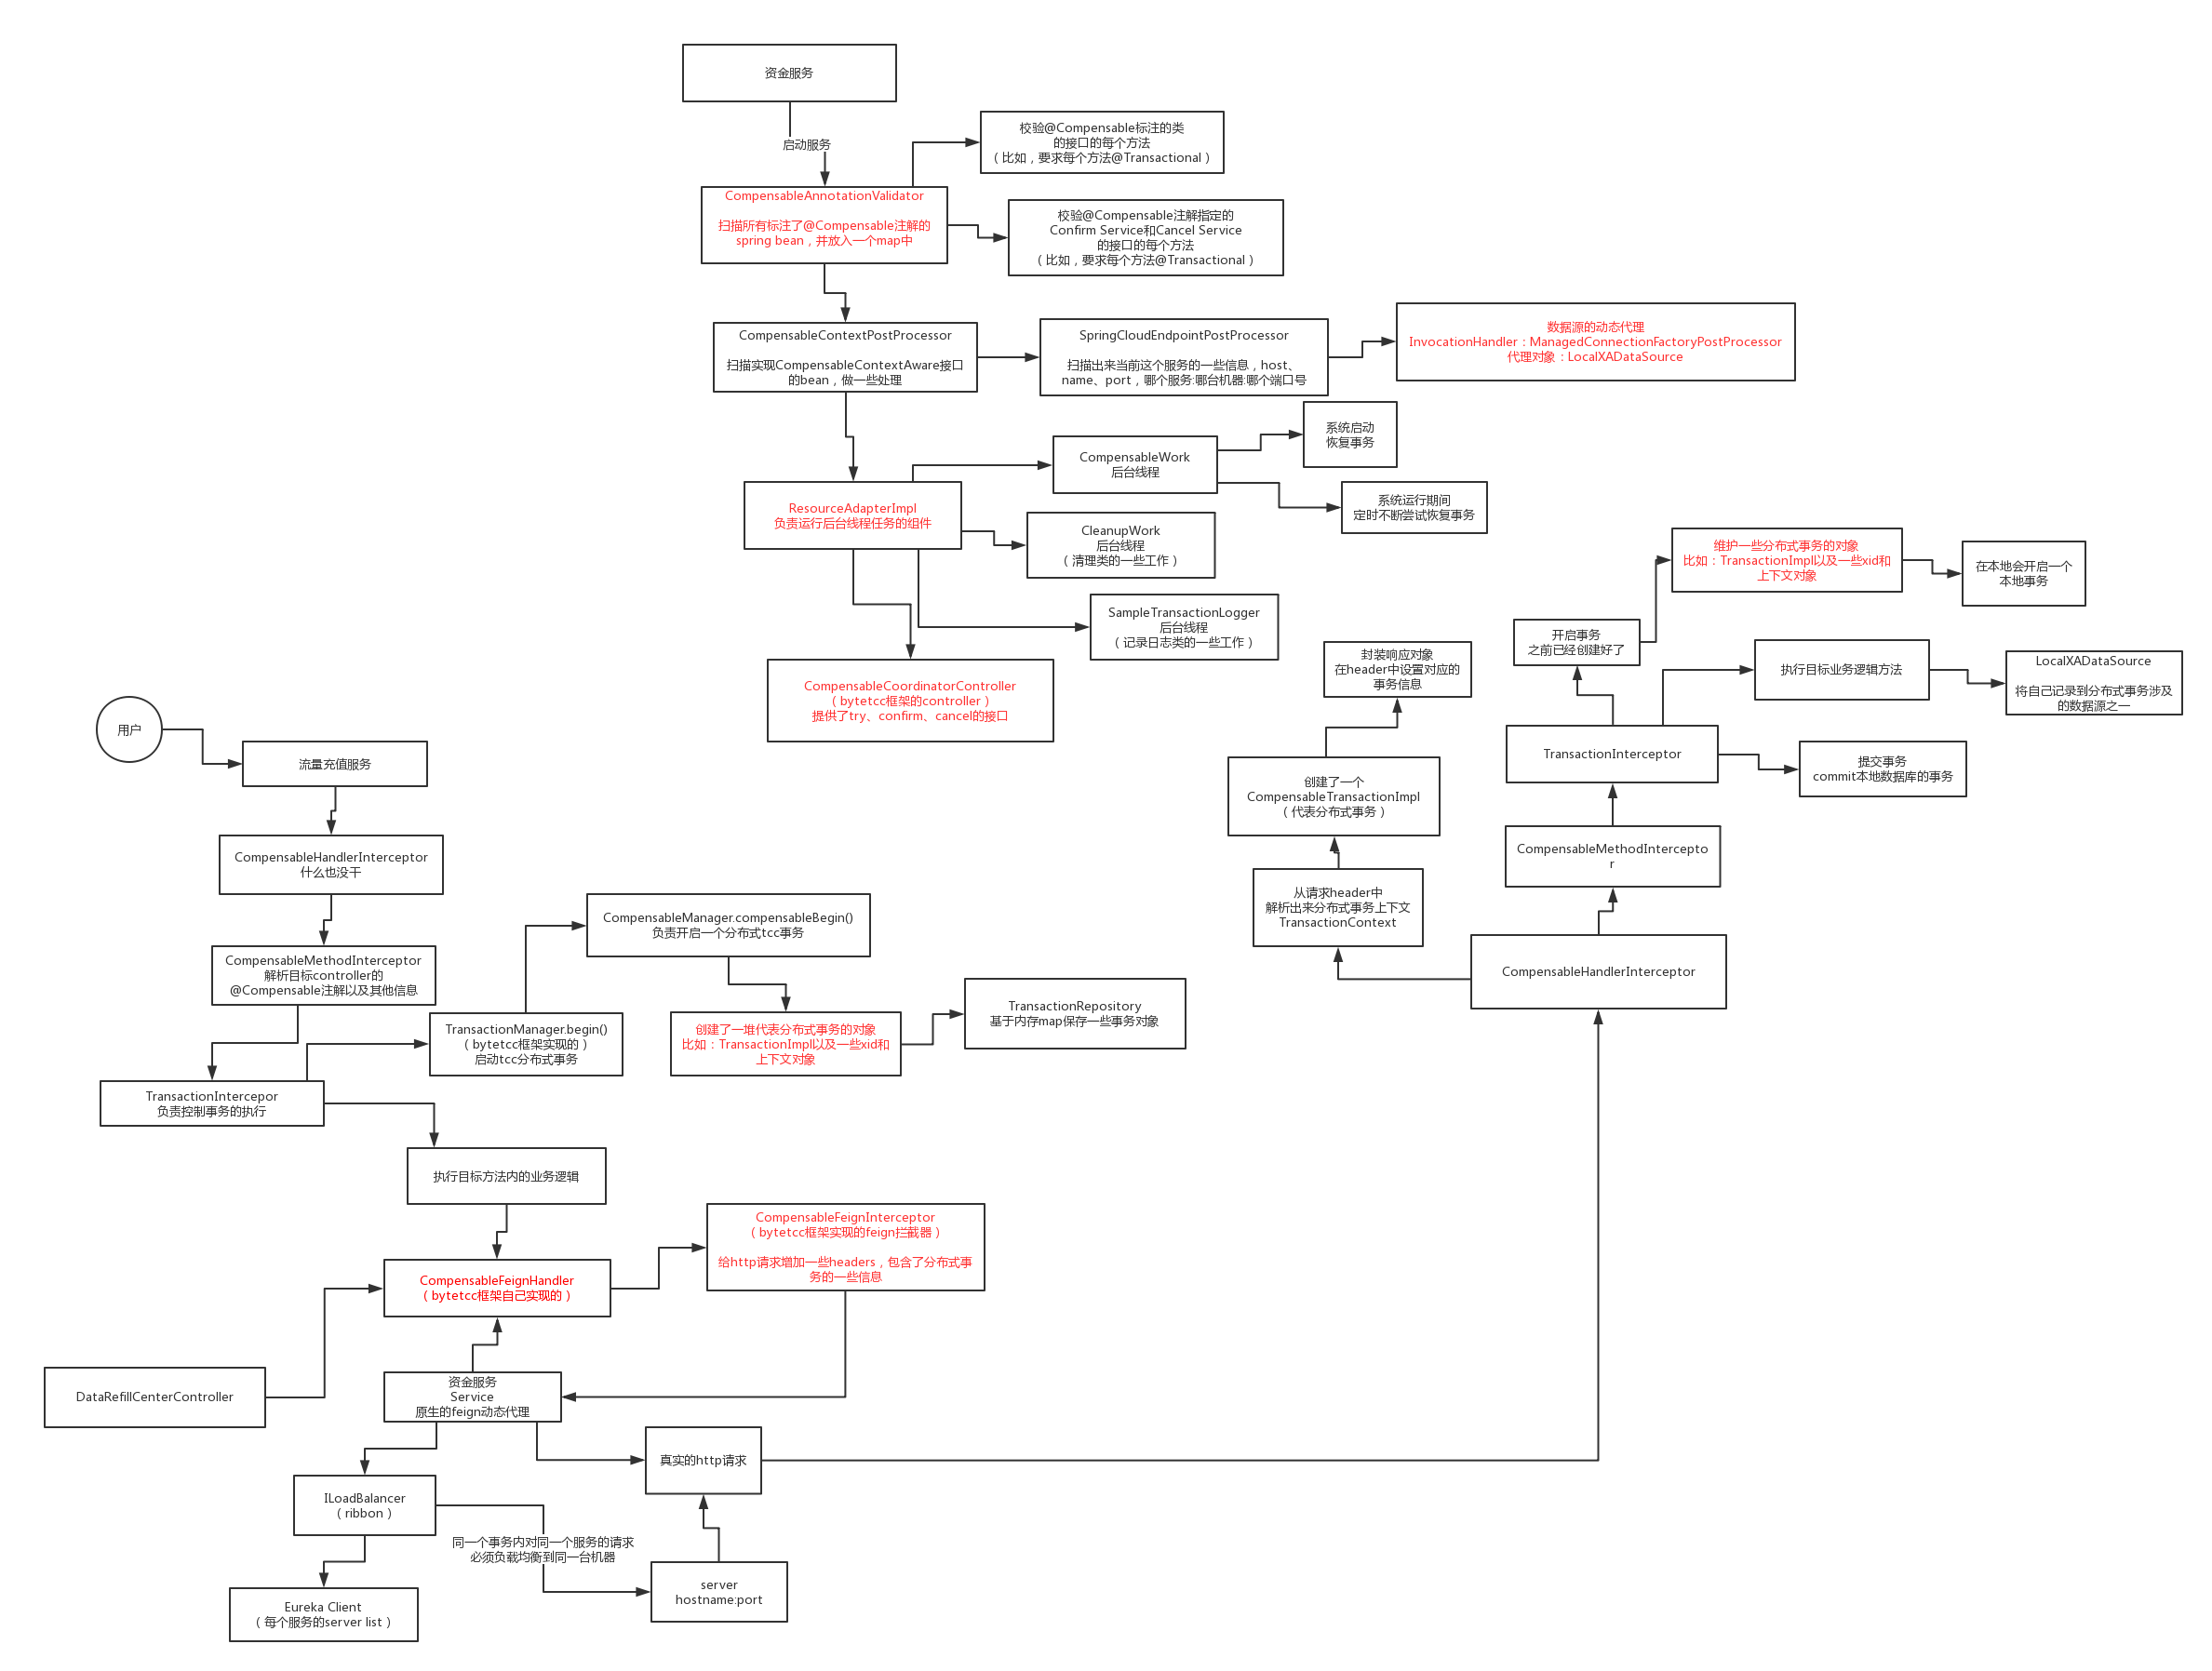 资金服务
启动服务
校验@Compensable标注的类
的接口的每个方法
（比如，要求每个方法@Transactional）
CompensableAnnotationValidator
扫描所有标注了@Compensable注解的
spring bean，并放入一个map中
校验@Compensable注解指定的
Confirm Service和Cancel Service
的接口的每个方法
（比如，要求每个方法@Transactional）
CompensableContextPostProcessor
扫描实现CompensableContextAware接口
的bean，做一些处理
SpringCloudEndpointPostProcessor
扫描出来当前这个服务的一些信息，host、
name、port，哪个服务:哪台机器:哪个端口号
数据源的动态代理
InvocationHandler：ManagedConnectionFactoryPostProcessor
代理对象：LocalXADataSource
系统启动
恢复事务
CompensableWork
后台线程
系统运行期间
定时不断尝试恢复事务
ResourceAdapterImpl
负责运行后台线程任务的组件
CleanupWork
后台线程
（清理类的一些工作）
SampleTransactionLogger
后台线程
（记录日志类的一些工作）
CompensableCoordinatorController
（bytetcc框架的controller）
提供了try、confirm、cancel的接口
维护一些分布式事务的对象
比如：TransactionImpl以及一些xid和
上下文对象
在本地会开启一个
本地事务
开启事务
之前已经创建好了
执行目标业务逻辑方法
LocalXADataSource
将自己记录到分布式事务涉及
的数据源之一
封装响应对象
在header中设置对应的
事务信息
TransactionInterceptor
提交事务
commit本地数据库的事务
创建了一个
CompensableTransactionImpl
（代表分布式事务）
CompensableMethodIntercepto
r
从请求header中
解析出来分布式事务上下文
TransactionContext
CompensableHandlerInterceptor
用户
流量充值服务
CompensableHandlerInterceptor
什么也没干
CompensableMethodInterceptor
解析目标controller的
@Compensable注解以及其他信息
CompensableManager.compensableBegin()
负责开启一个分布式tcc事务
TransactionManager.begin()
（bytetcc框架实现的）
启动tcc分布式事务
创建了一堆代表分布式事务的对象
比如：TransactionImpl以及一些xid和
上下文对象
TransactionRepository
基于内存map保存一些事务对象
TransactionIntercepor
负责控制事务的执行
执行目标方法内的业务逻辑
CompensableFeignInterceptor
（bytetcc框架实现的feign拦截器）
给http请求增加一些headers，包含了分布式事
务的一些信息
CompensableFeignHandler
（bytetcc框架自己实现的）
DataRefillCenterController
资金服务
Service
原生的feign动态代理
真实的http请求
ILoadBalancer
（ribbon）
同一个事务内对同一个服务的请求
必须负载均衡到同一台机器
server
hostname:port
Eureka Client
（每个服务的server list）